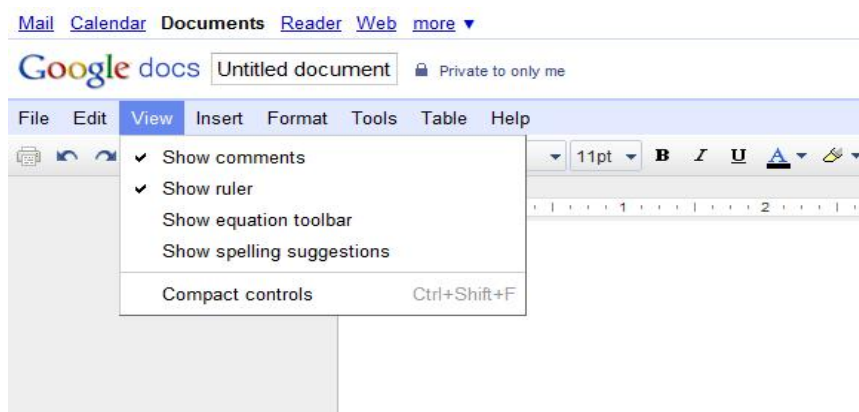 Mail Calendar Documents Reader Web more ▼
Google docs Untitled document Private to only me
File Edit View Insert Format Tools Table Help
11pt B I U A
✔ Show comments
✔ Show ruler
1 2
Show equation toolbar
Show spelling suggestions
Compact controls Ctrl+Shift+F